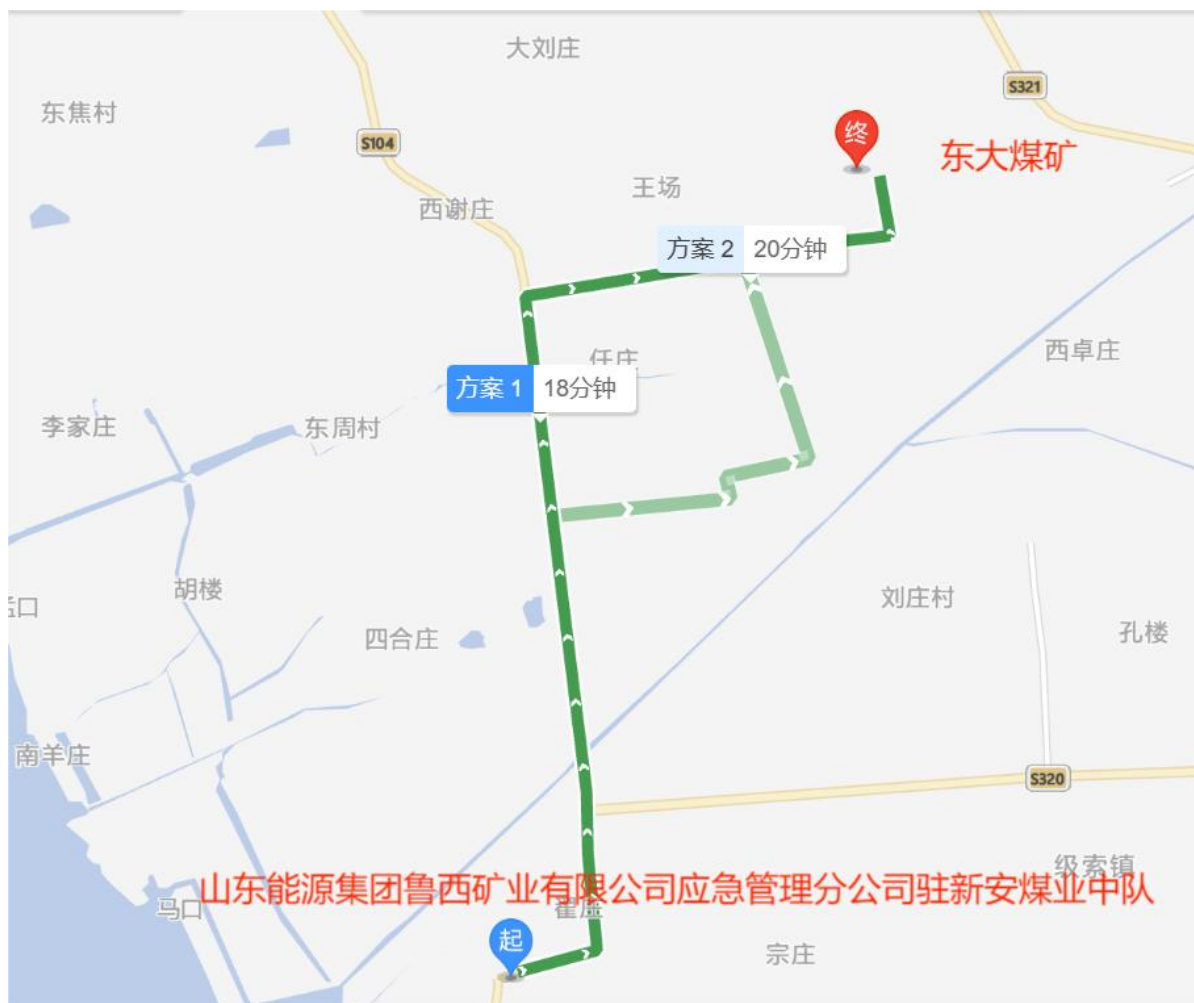 大刘庄
S321
东焦村
S104
终
东大煤矿
王场
西谢庄
方案 2 20分钟
任庄
西卓庄
方案 1 18分钟
李家庄
东周村
胡楼
刘庄村
口
孔楼
四合庄
南羊庄
S320
级索镇
山东能源集团鲁西矿业有限公司应急管理分公司驻新安煤业中队
马口
起
宗庄